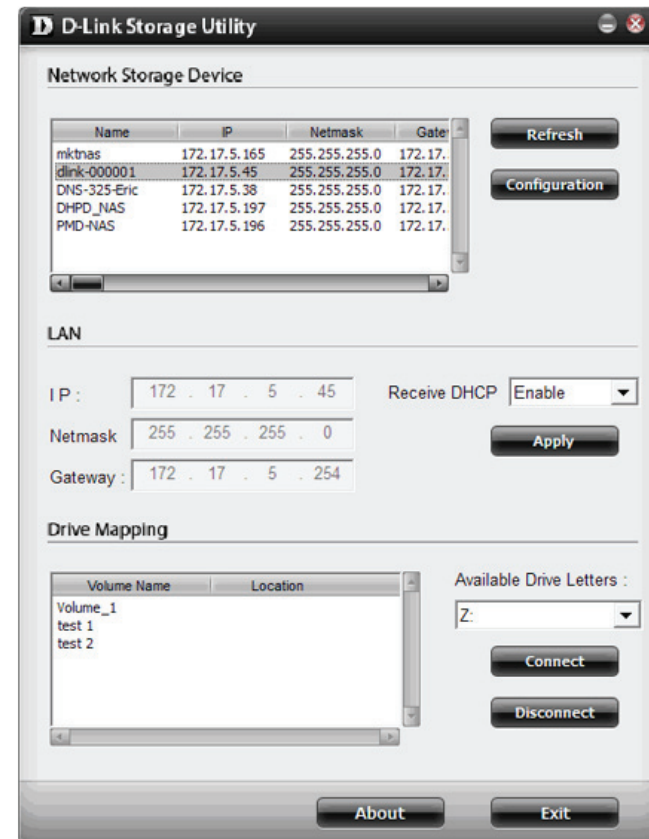 D-Link Storage Utility
Network Storage Device
Name IP Netmask Gate
mktnas 172.17.5.165 255.255.255.0 172.17.
dlink-000001 172.17.5.45 255.255.255.0 172.17.
DNS-325-Eric 172.17.5.38 255.255.255.0 172.17.
DHPD_NAS 172.17.5.197 255.255.255.0 172.17.
PMD-NAS 172.17.5.196 255.255.255.0 172.17.
Refresh
Configuration
LAN
IP : 172 . 17 . 5 . 45
Receive DHCP Enable
Netmask 255 . 255 . 255 . 0
Apply
Gateway : 172 . 17 . 5 . 254
Drive Mapping
Volume Name Location
Volume_1
test 1
test 2
Available Drive Letters :
Z:
Connect
Disconnect
About Exit